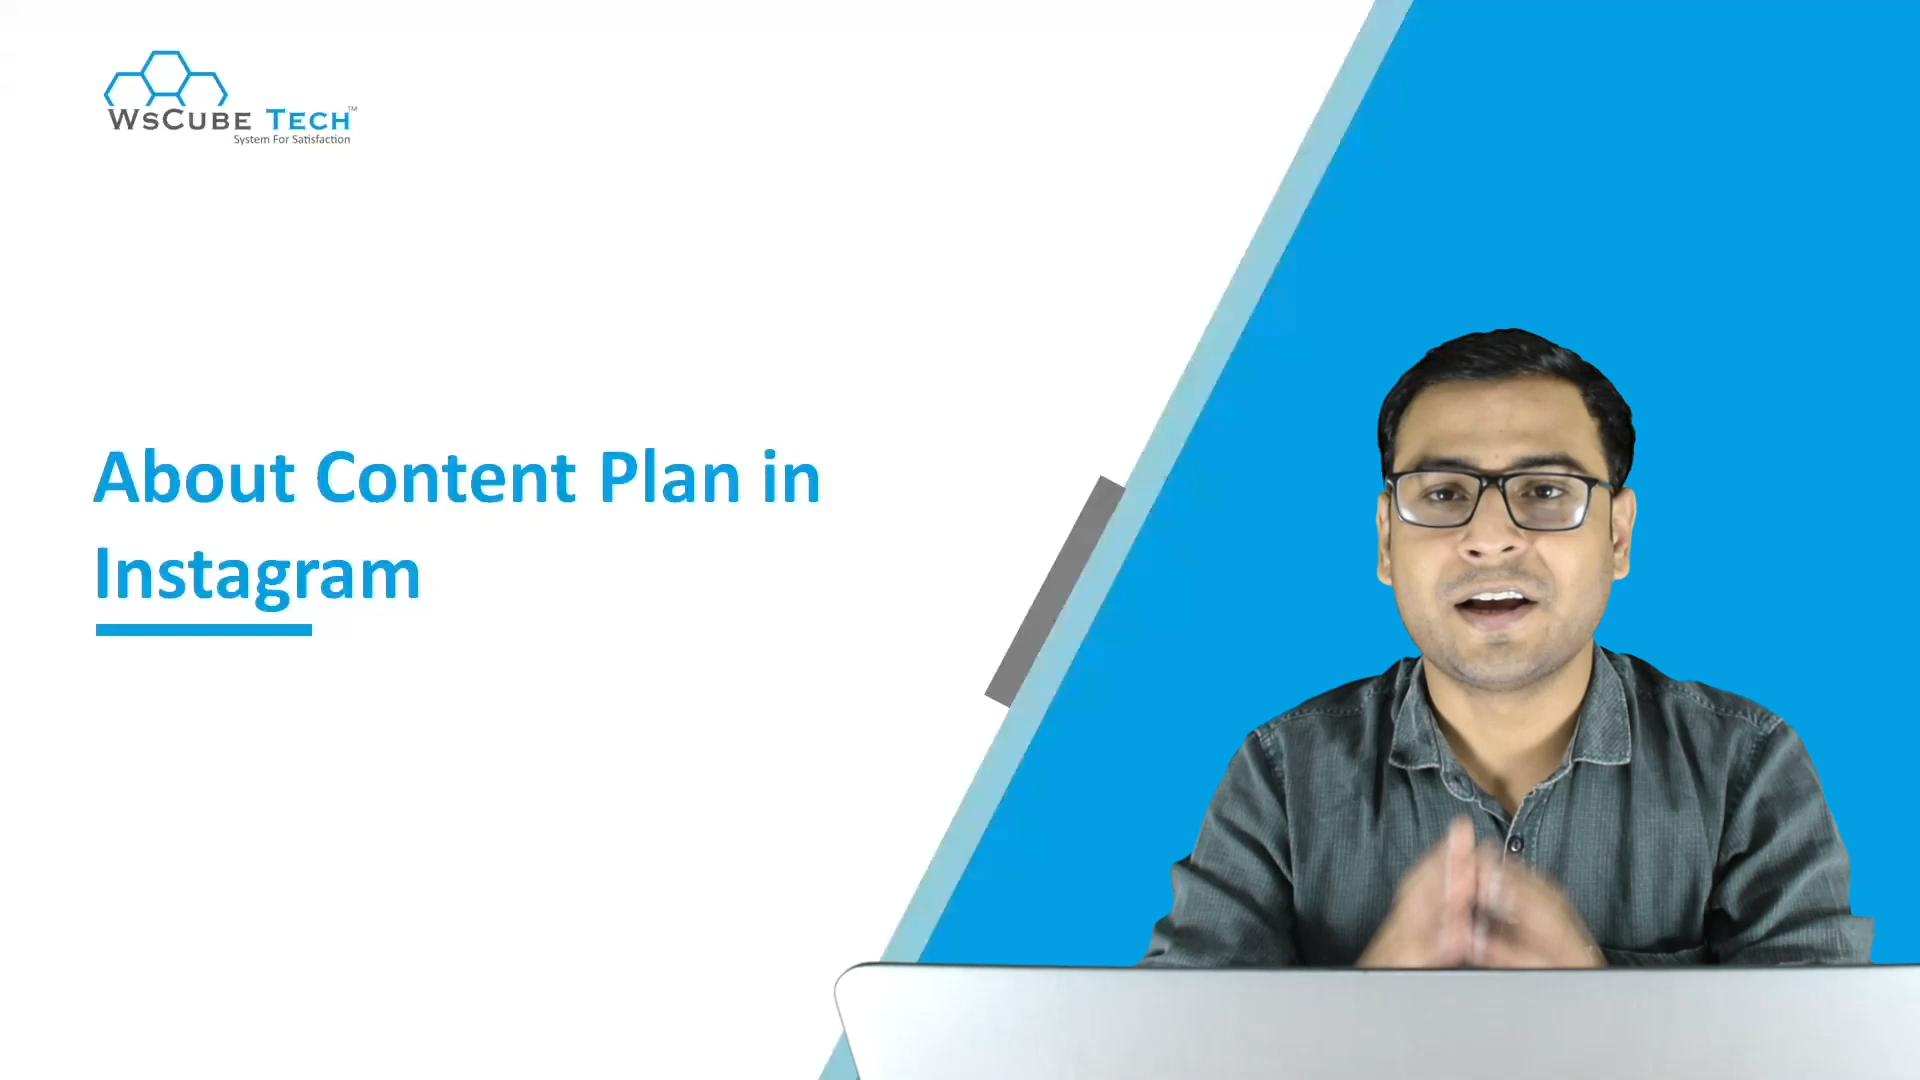 WsCube Tech™
System For Satisfaction
About Content Plan in
Instagram